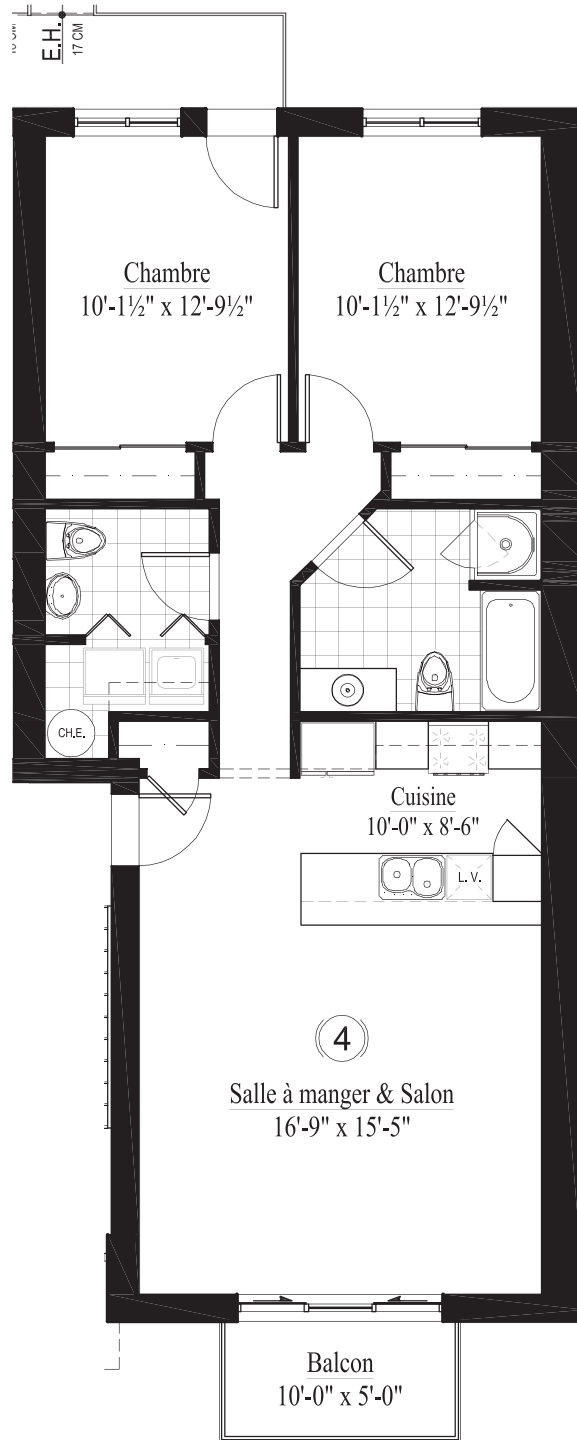 E.H.
17 CM
Chambre
10'-1½" x 12'-9½"
Chambre
10'-1½" x 12'-9½"
CH.E.
Cuisine
10'-0" x 8'-6"
L.V.
4
Salle à manger & Salon
16'-9" x 15'-5"
Balcon
10'-0" x 5'-0"